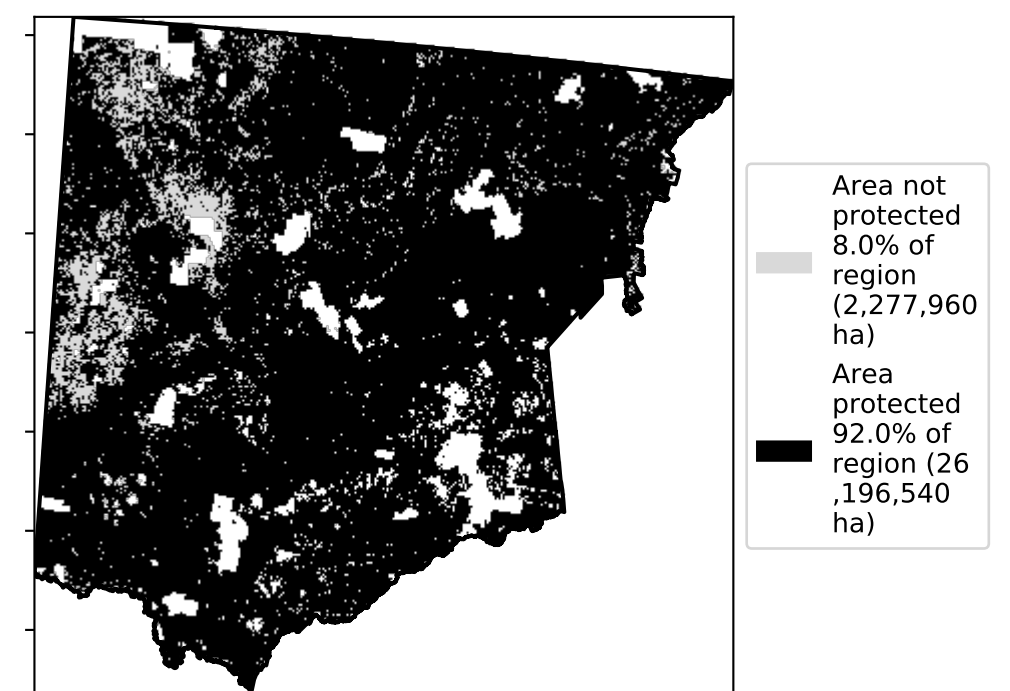 Area not
protected
8.0% of
region
(2,277,960
ha)
Area
protected
92.0% of
region (26
,196,540
ha)